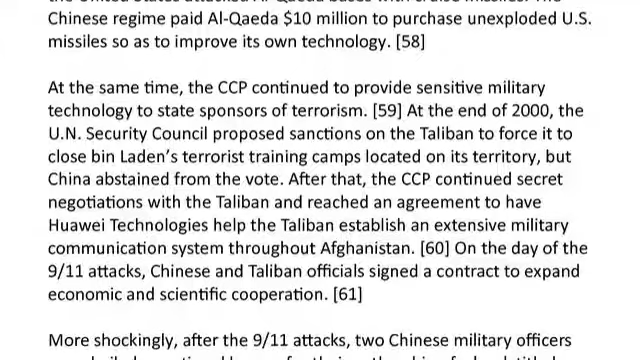 Chinese regime paid Al-Qaeda $10 million to purchase unexploded U.S.
missiles so as to improve its own technology. [58]
At the same time, the CCP continued to provide sensitive military
technology to state sponsors of terrorism. [59] At the end of 2000, the
U.N. Security Council proposed sanctions on the Taliban to force it to
close bin Laden’s terrorist training camps located on its territory, but
China abstained from the vote. After that, the CCP continued secret
negotiations with the Taliban and reached an agreement to have
Huawei Technologies help the Taliban establish an extensive military
communication system throughout Afghanistan. [60] On the day of the
9/11 attacks, Chinese and Taliban officials signed a contract to expand
economic and scientific cooperation. [61]
More shockingly, after the 9/11 attacks, two Chinese military officers